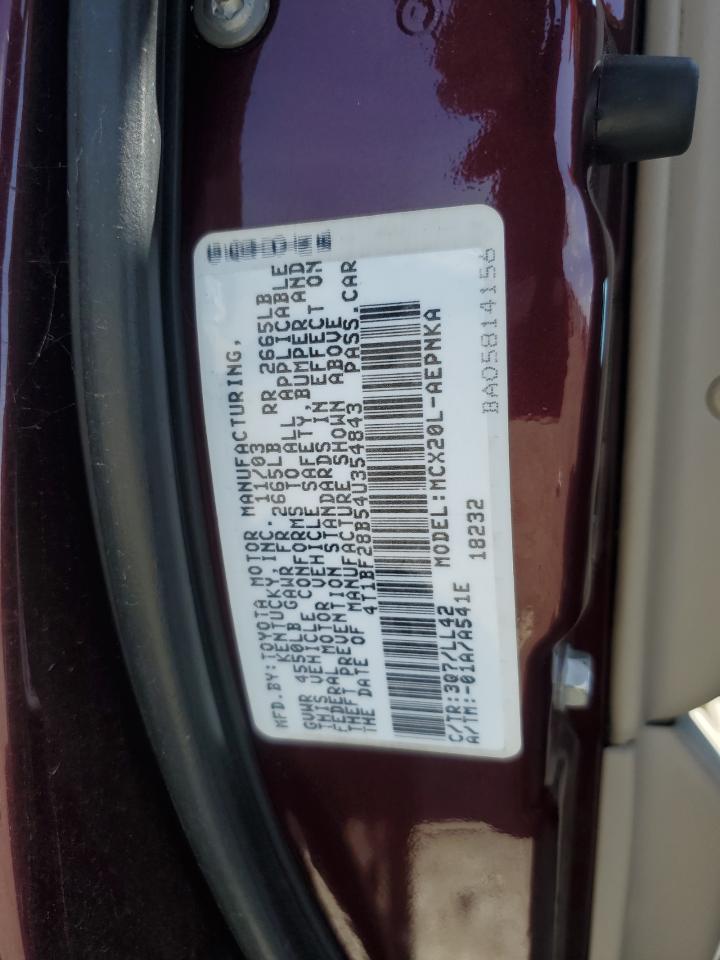 MFD.BY:TOYOTA MOTOR MANUFACTURING,
KENTUCKY,INC. 11/03
GVWR 4550LB GAWR FR 2665LB RR 2665LB
THIS VEHICLE CONFORMS TO ALL APPLICABLE
FEDERAL MOTOR VEHICLE SAFETY,BUMPER AND
THEFT PREVENTION STANDARDS IN EFFECT ON
THE DATE OF MANUFACTURE SHOWN ABOVE
4T1BF28B54U354843 PASS.CAR
C/TR:3Q7/LL42 MODEL:MCX20L-AEPNKA
A/TM:-01A/A541E 18232
BA05814156